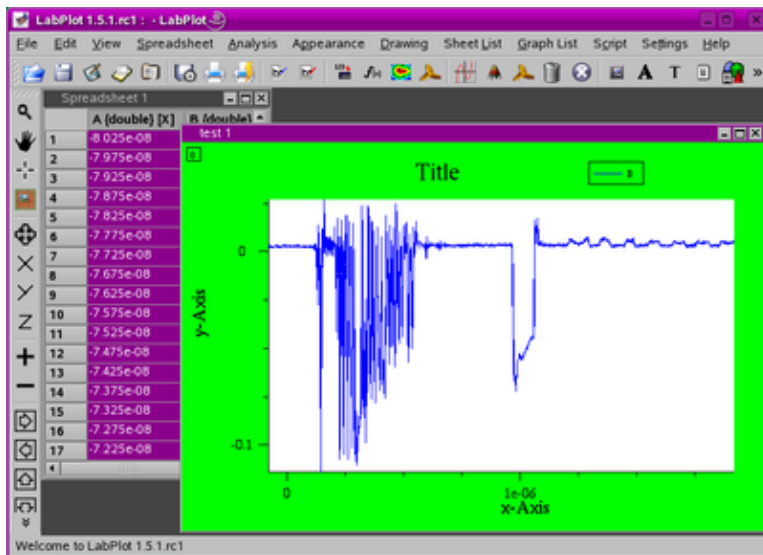 LabPlot 1.5.1.rc1 : - LabPlot
File Edit View Spreadsheet Analysis Appearance Drawing Sheet List Graph List Script Settings Help
Spreadsheet 1
A {double} [X] B {double}
test 1
1 -8.025e-08
2 -7.975e-08
3 -7.925e-08
4 -7.875e-08
5 -7.825e-08
6 -7.775e-08
7 -7.725e-08
8 -7.675e-08
9 -7.625e-08
10 -7.575e-08
11 -7.525e-08
12 -7.475e-08
13 -7.425e-08
14 -7.375e-08
15 -7.325e-08
16 -7.275e-08
17 -7.225e-08
Title
y-Axis
0
-0.1
0
1e-06
x-Axis
Welcome to LabPlot 1.5.1.rc1